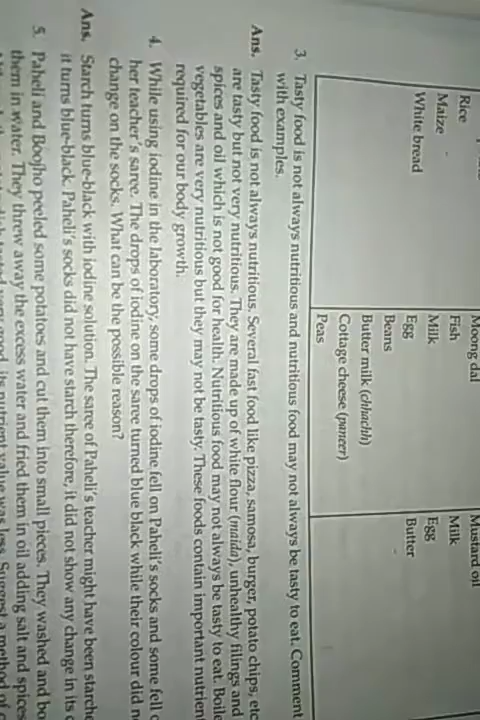 Moong dal Mustard oil
Rice Fish Milk
Maize Milk Egg
White bread Egg Butter
Beans
Butter milk (chhachh)
Cottage cheese (paneer)
Peas
3. Tasty food is not always nutritious and nutritious food may not always be tasty to eat. Comment
with examples.
Ans. Tasty food is not always nutritious. Several fast food like pizza, samosa, burger, potato chips, etc
are tasty but not very nutritious. They are made up of white flour (maida), unhealthy filings and
spices and oil which is not good for health. Nutritious food may not always be tasty to eat.
vegetables are very nutritious but they may not be tasty. These foods contain important
required for our body growth.
4. While using iodine in the laboratory, some drops of iodine fell on Paheli's socks and some fell
her teacher's saree. The drops of iodine on the saree turned blue black while their colour did
change on the socks. What can be the possible reason?
Ans. Starch turns blue-black with iodine solution. The saree of Paheli's teacher might have been
it turns blue-black. Paheli's socks did not have starch therefore, it did not show any change in its
5. Paheli and Boojho peeled some potatoes and cut them into small pieces. They washed and
them in water. They threw away the excess water and fried them in oil adding salt and spices
good, its nutrient value was less. Suggest a method of